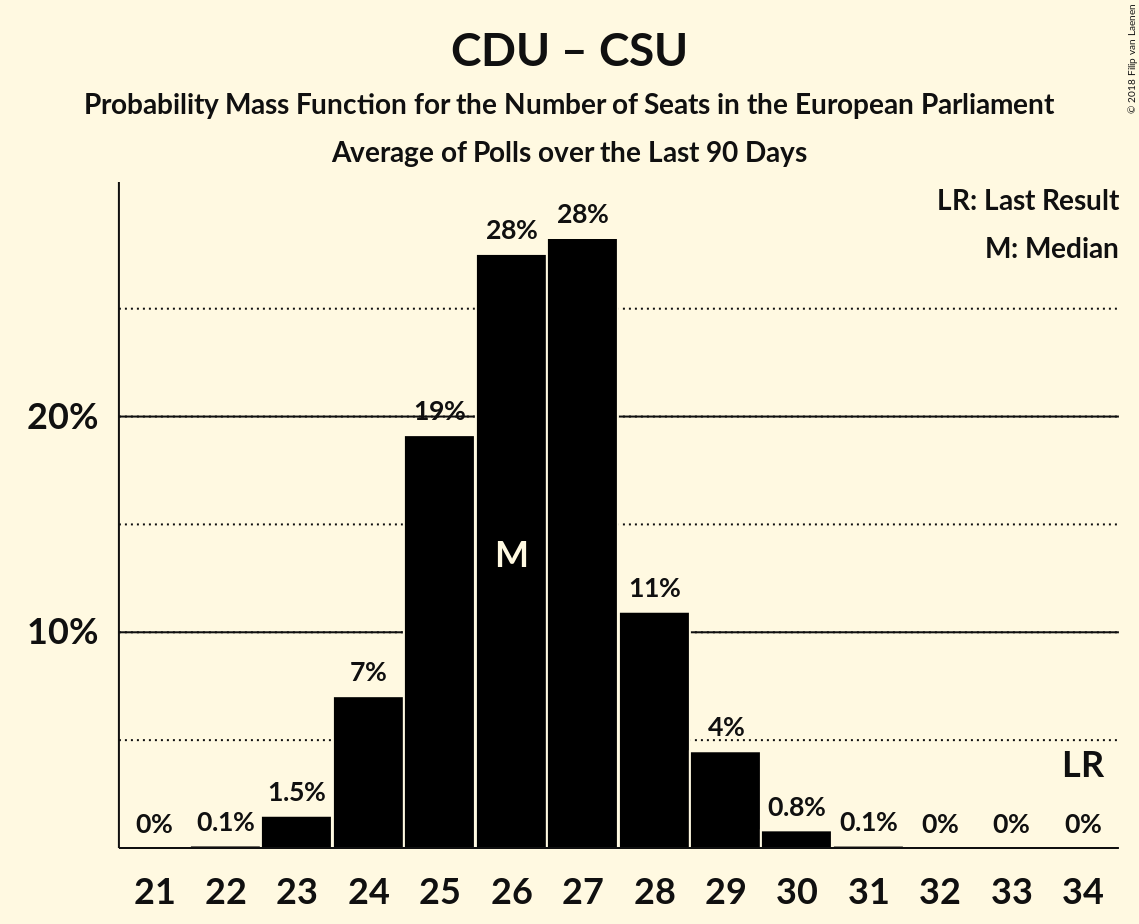 CDU – CSU
Probability Mass Function for the Number of Seats in the European Parliament
Average of Polls over the Last 90 Days
© 2018 Filip van Laenen
LR: Last Result
M: Median
28%
28%
20%
19%
M
11%
10%
7%
4%
LR
1.5%
0.8%
0%
0.1%
0.1%
0%
0%
0%
21 22 23 24 25 26 27 28 29 30 31 32 33 34